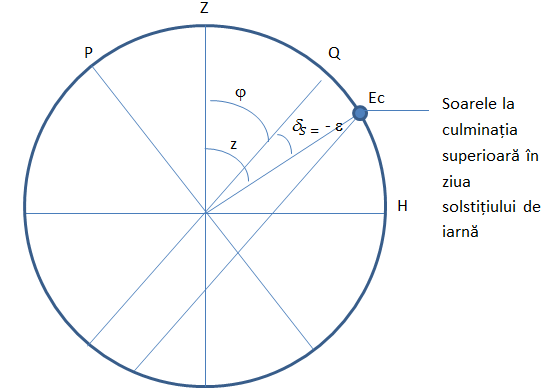 Z
P
Q
Ec
φ
δS = - ε
z
H
Soarele la
culminația
superioară în
ziua
solstițiului de
iarnă